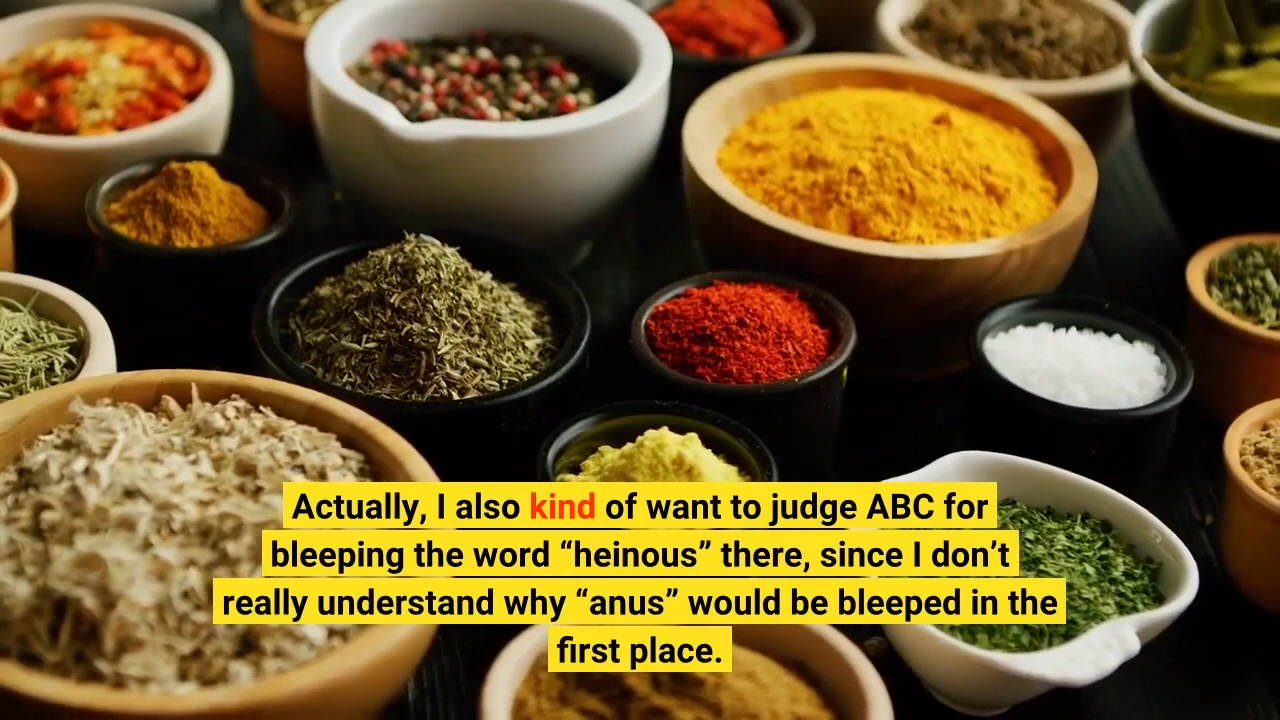 Actually, I also kind of want to judge ABC for
bleeping the word “heinous” there, since I don’t
really understand why “anus” would be bleeped in the
first place.